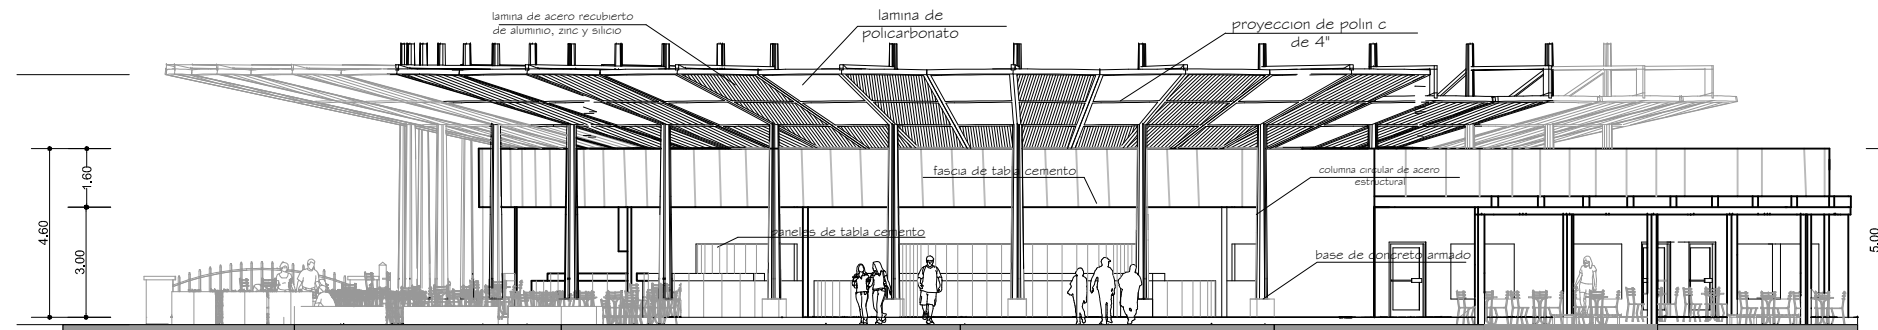 lamina de acero recubierto
de aluminio, zinc y silicio
lamina de
policarbonato
proyeccion de polin c
de 4"
fascia de tabla cemento
columna circular de acero
estructural
paneles de tabla cemento
base de concreto armado
1.60
4.60
3.00
5.00